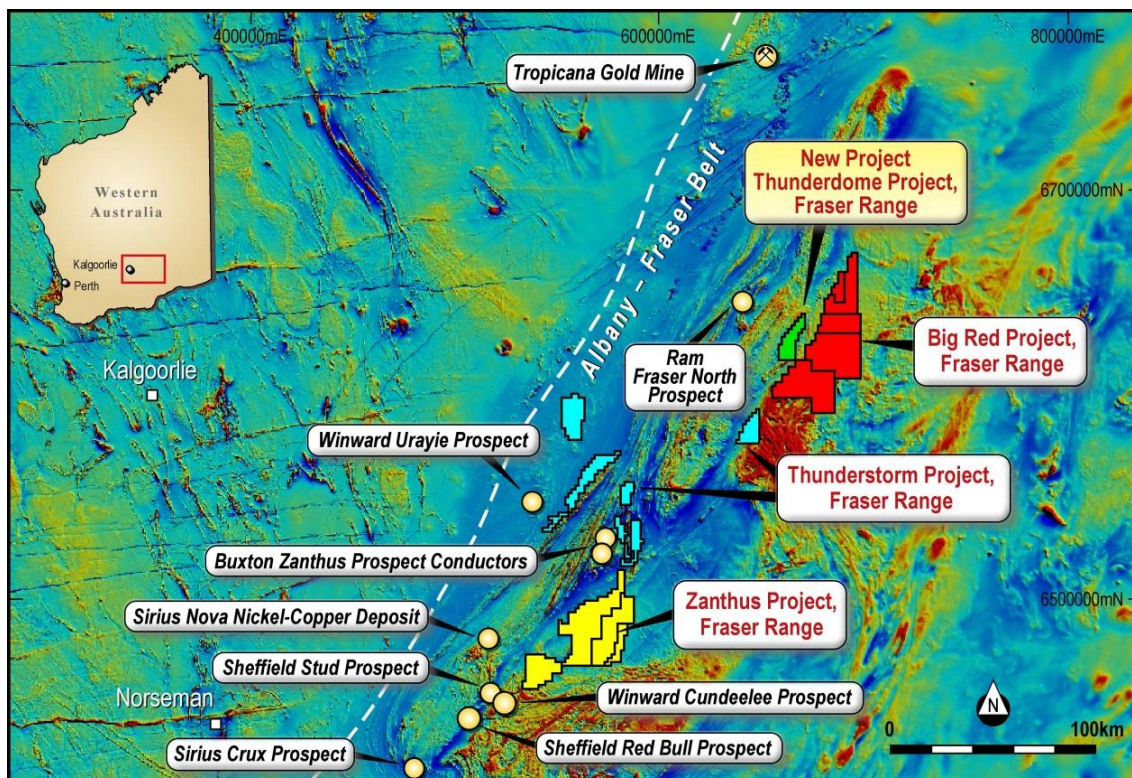 400000mE
600000mE
800000mE
Tropicana Gold Mine
Western
Australia
Kalgoorlie
Perth
New Project
Thunderdome Project,
Fraser Range
6700000mN
Albany – Fraser Belt
Big Red Project,
Fraser Range
Ram
Fraser North
Prospect
Kalgoorlie
Winward Urayie Prospect
Thunderstorm Project,
Fraser Range
Buxton Zanthus Prospect Conductors
Zanthus Project,
Fraser Range
6500000mN
Sirius Nova Nickel-Copper Deposit
Sheffield Stud Prospect
Norseman
Winward Cundeelee Prospect
Sheffield Red Bull Prospect
Sirius Crux Prospect
N
0
100km